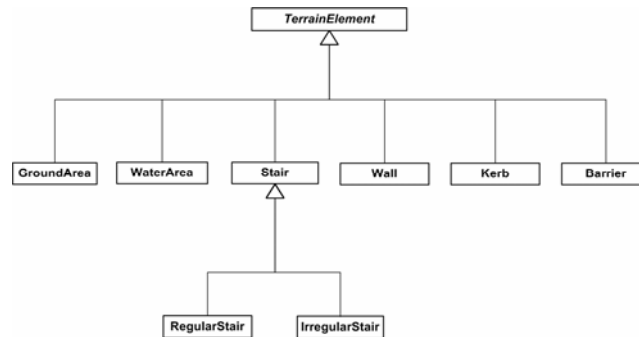 TerrainElement
GroundArea
WaterArea
Stair
Wall
Kerb
Barrier
RegularStair
IrregularStair